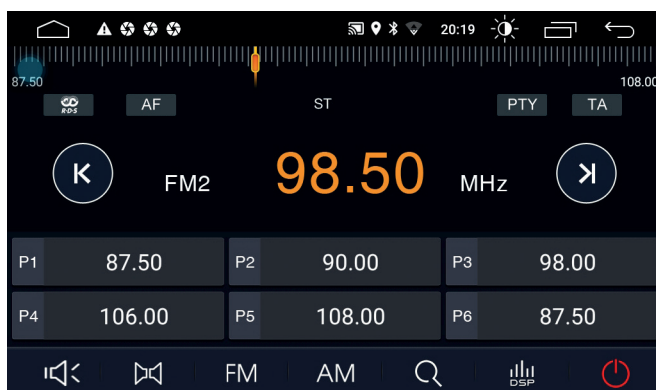 20:19
87.50 108.00
RDS AF ST PTY TA
FM2 98.50 MHz
P1 87.50 P2 90.00 P3 98.00
P4 106.00 P5 108.00 P6 87.50
FM AM DSP